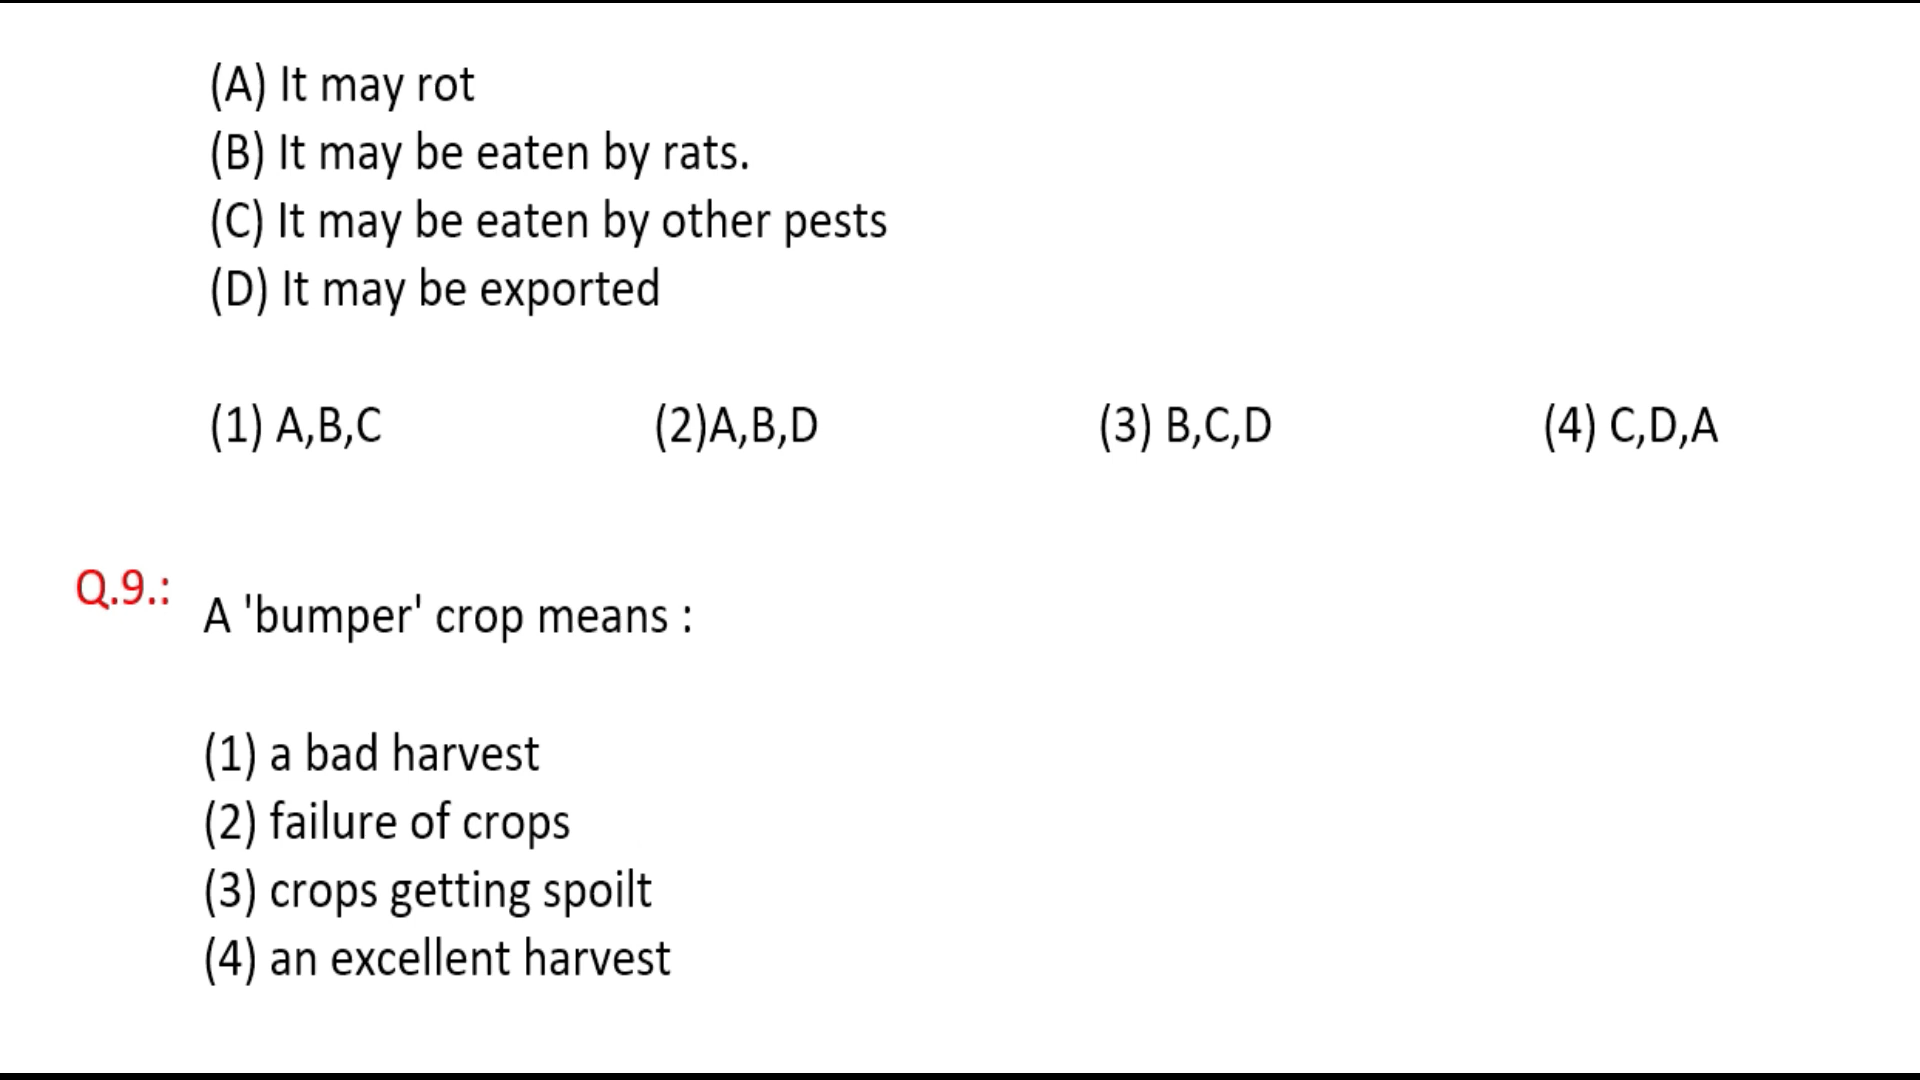 (A) It may rot
(B) It may be eaten by rats.
(C) It may be eaten by other pests
(D) It may be exported
(1) A,B,C (2)A,B,D (3) B,C,D (4) C,D,A
Q.9.: A 'bumper' crop means :
(1) a bad harvest
(2) failure of crops
(3) crops getting spoilt
(4) an excellent harvest